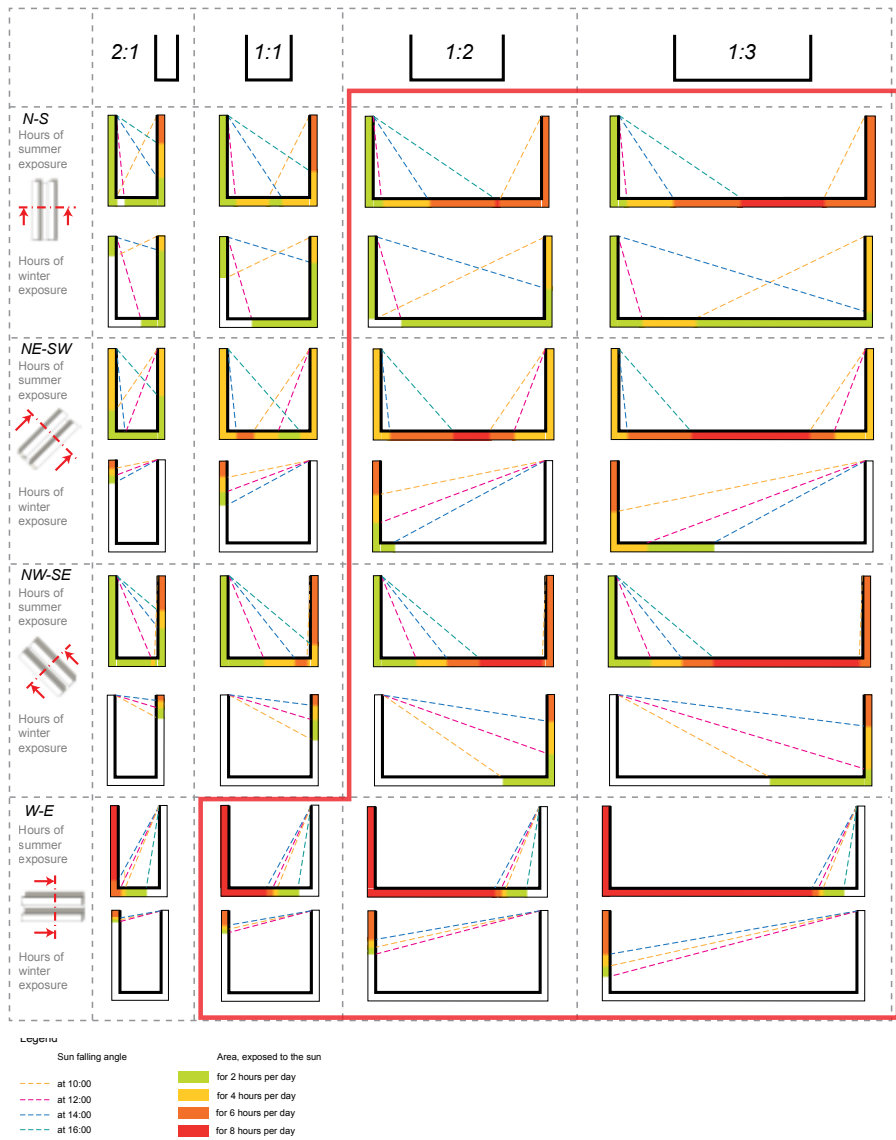 2:1
1:1
1:2
1:3
N-S
Hours of
summer
exposure
Hours of
winter
exposure
NE-SW
Hours of
summer
exposure
Hours of
winter
exposure
NW-SE
Hours of
summer
exposure
Hours of
winter
exposure
W-E
Hours of
summer
exposure
Hours of
winter
exposure
Legend
Sun falling angle
at 10:00
at 12:00
at 14:00
at 16:00
Area, exposed to the sun
for 2 hours per day
for 4 hours per day
for 6 hours per day
for 8 hours per day